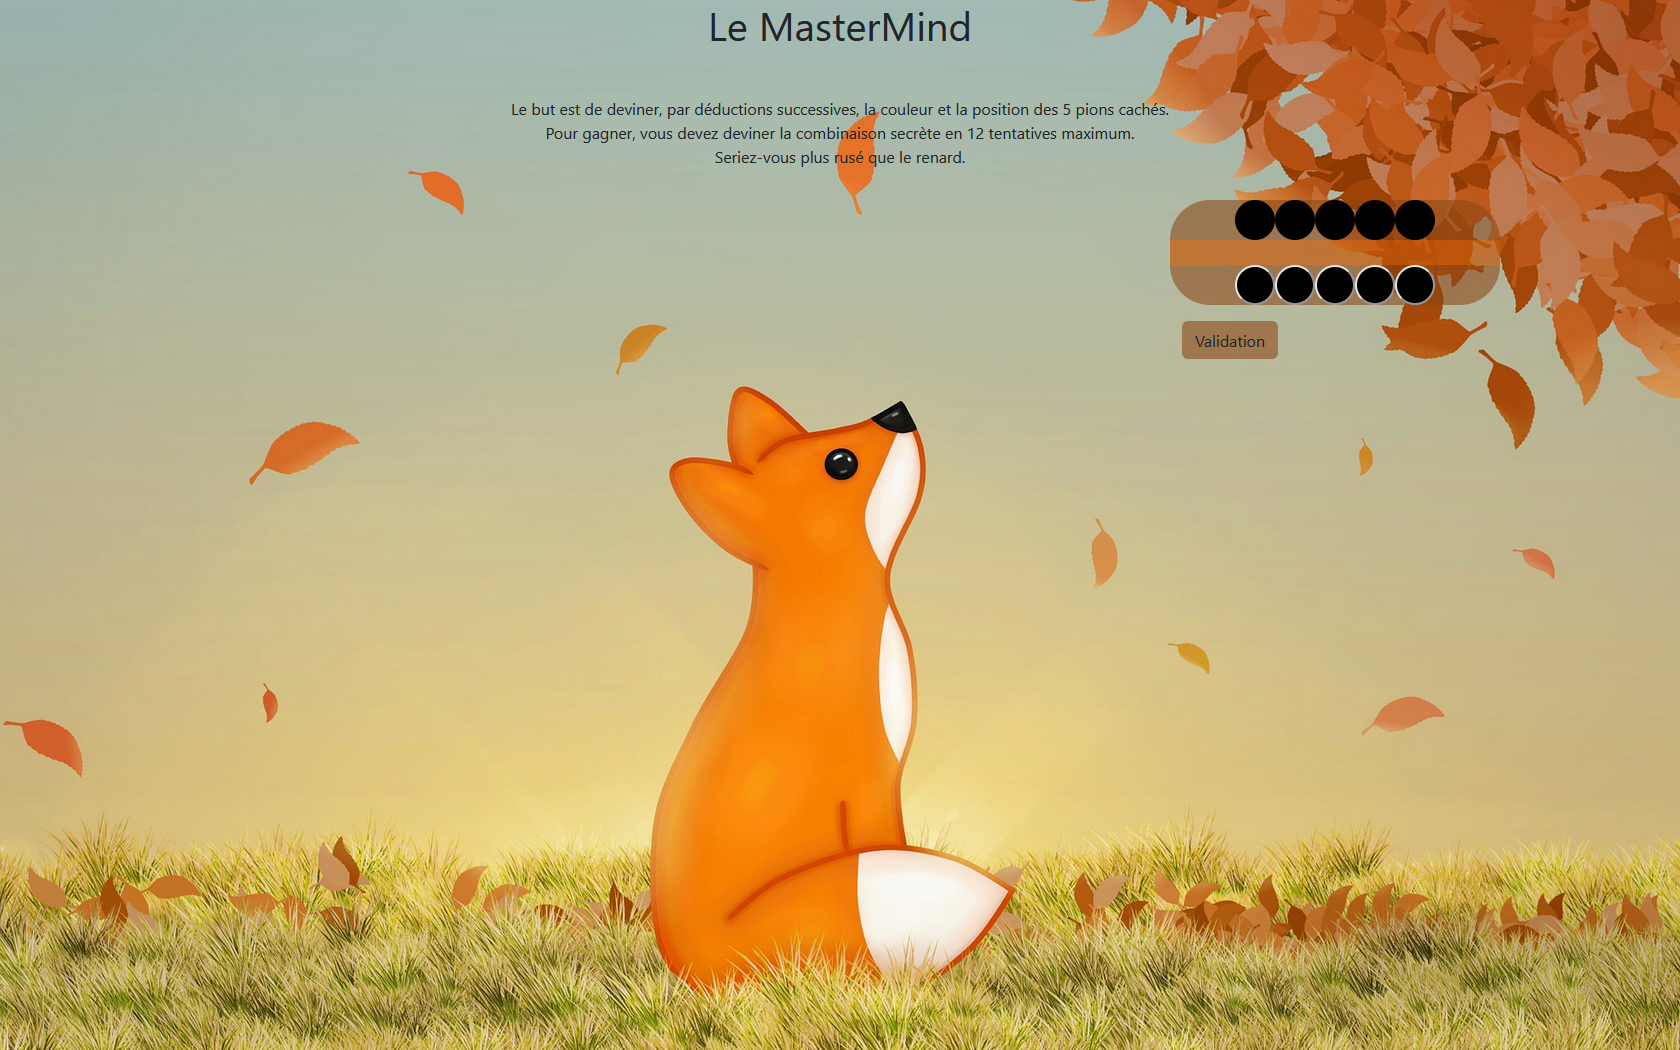 Le MasterMind
Le but est de deviner, par déductions successives, la couleur et la position des 5 pions cachés.
Pour gagner, vous devez deviner la combinaison secrète en 12 tentatives maximum.
Seriez-vous plus rusé que le renard.
Validation